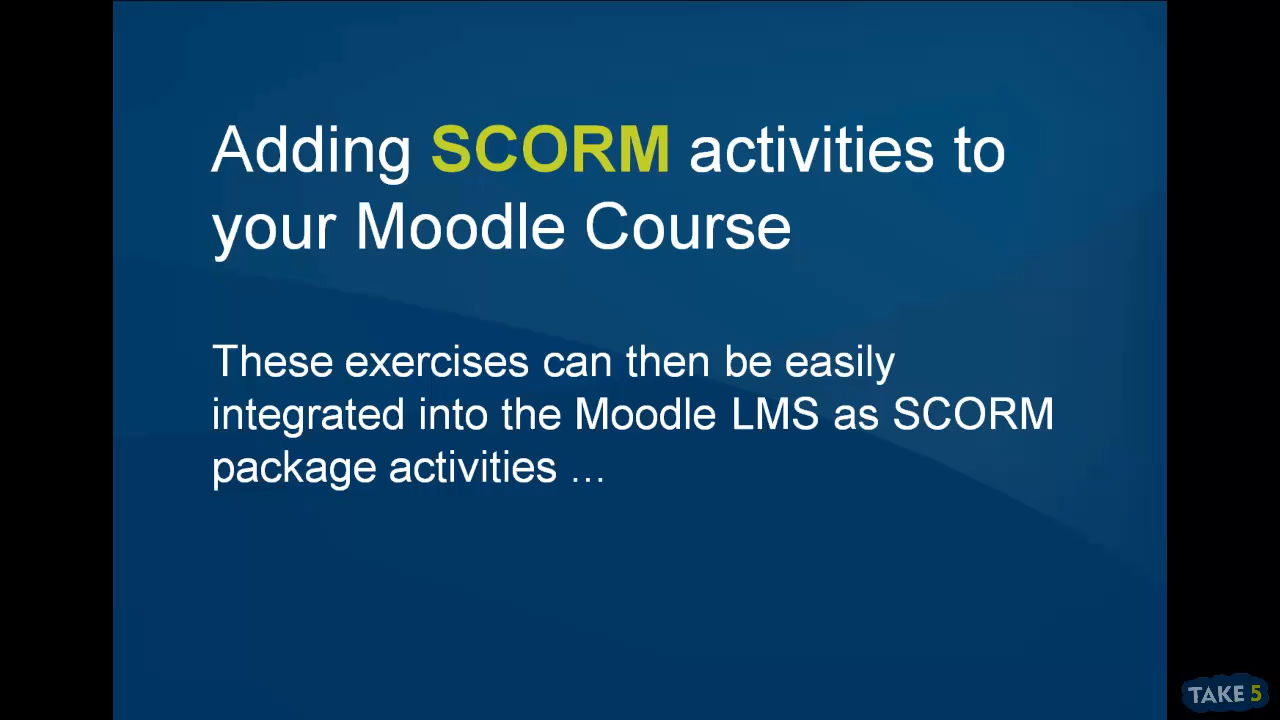 Adding SCORM activities to
your Moodle Course
These exercises can then be easily
integrated into the Moodle LMS as SCORM
package activities ...
TAKE 5